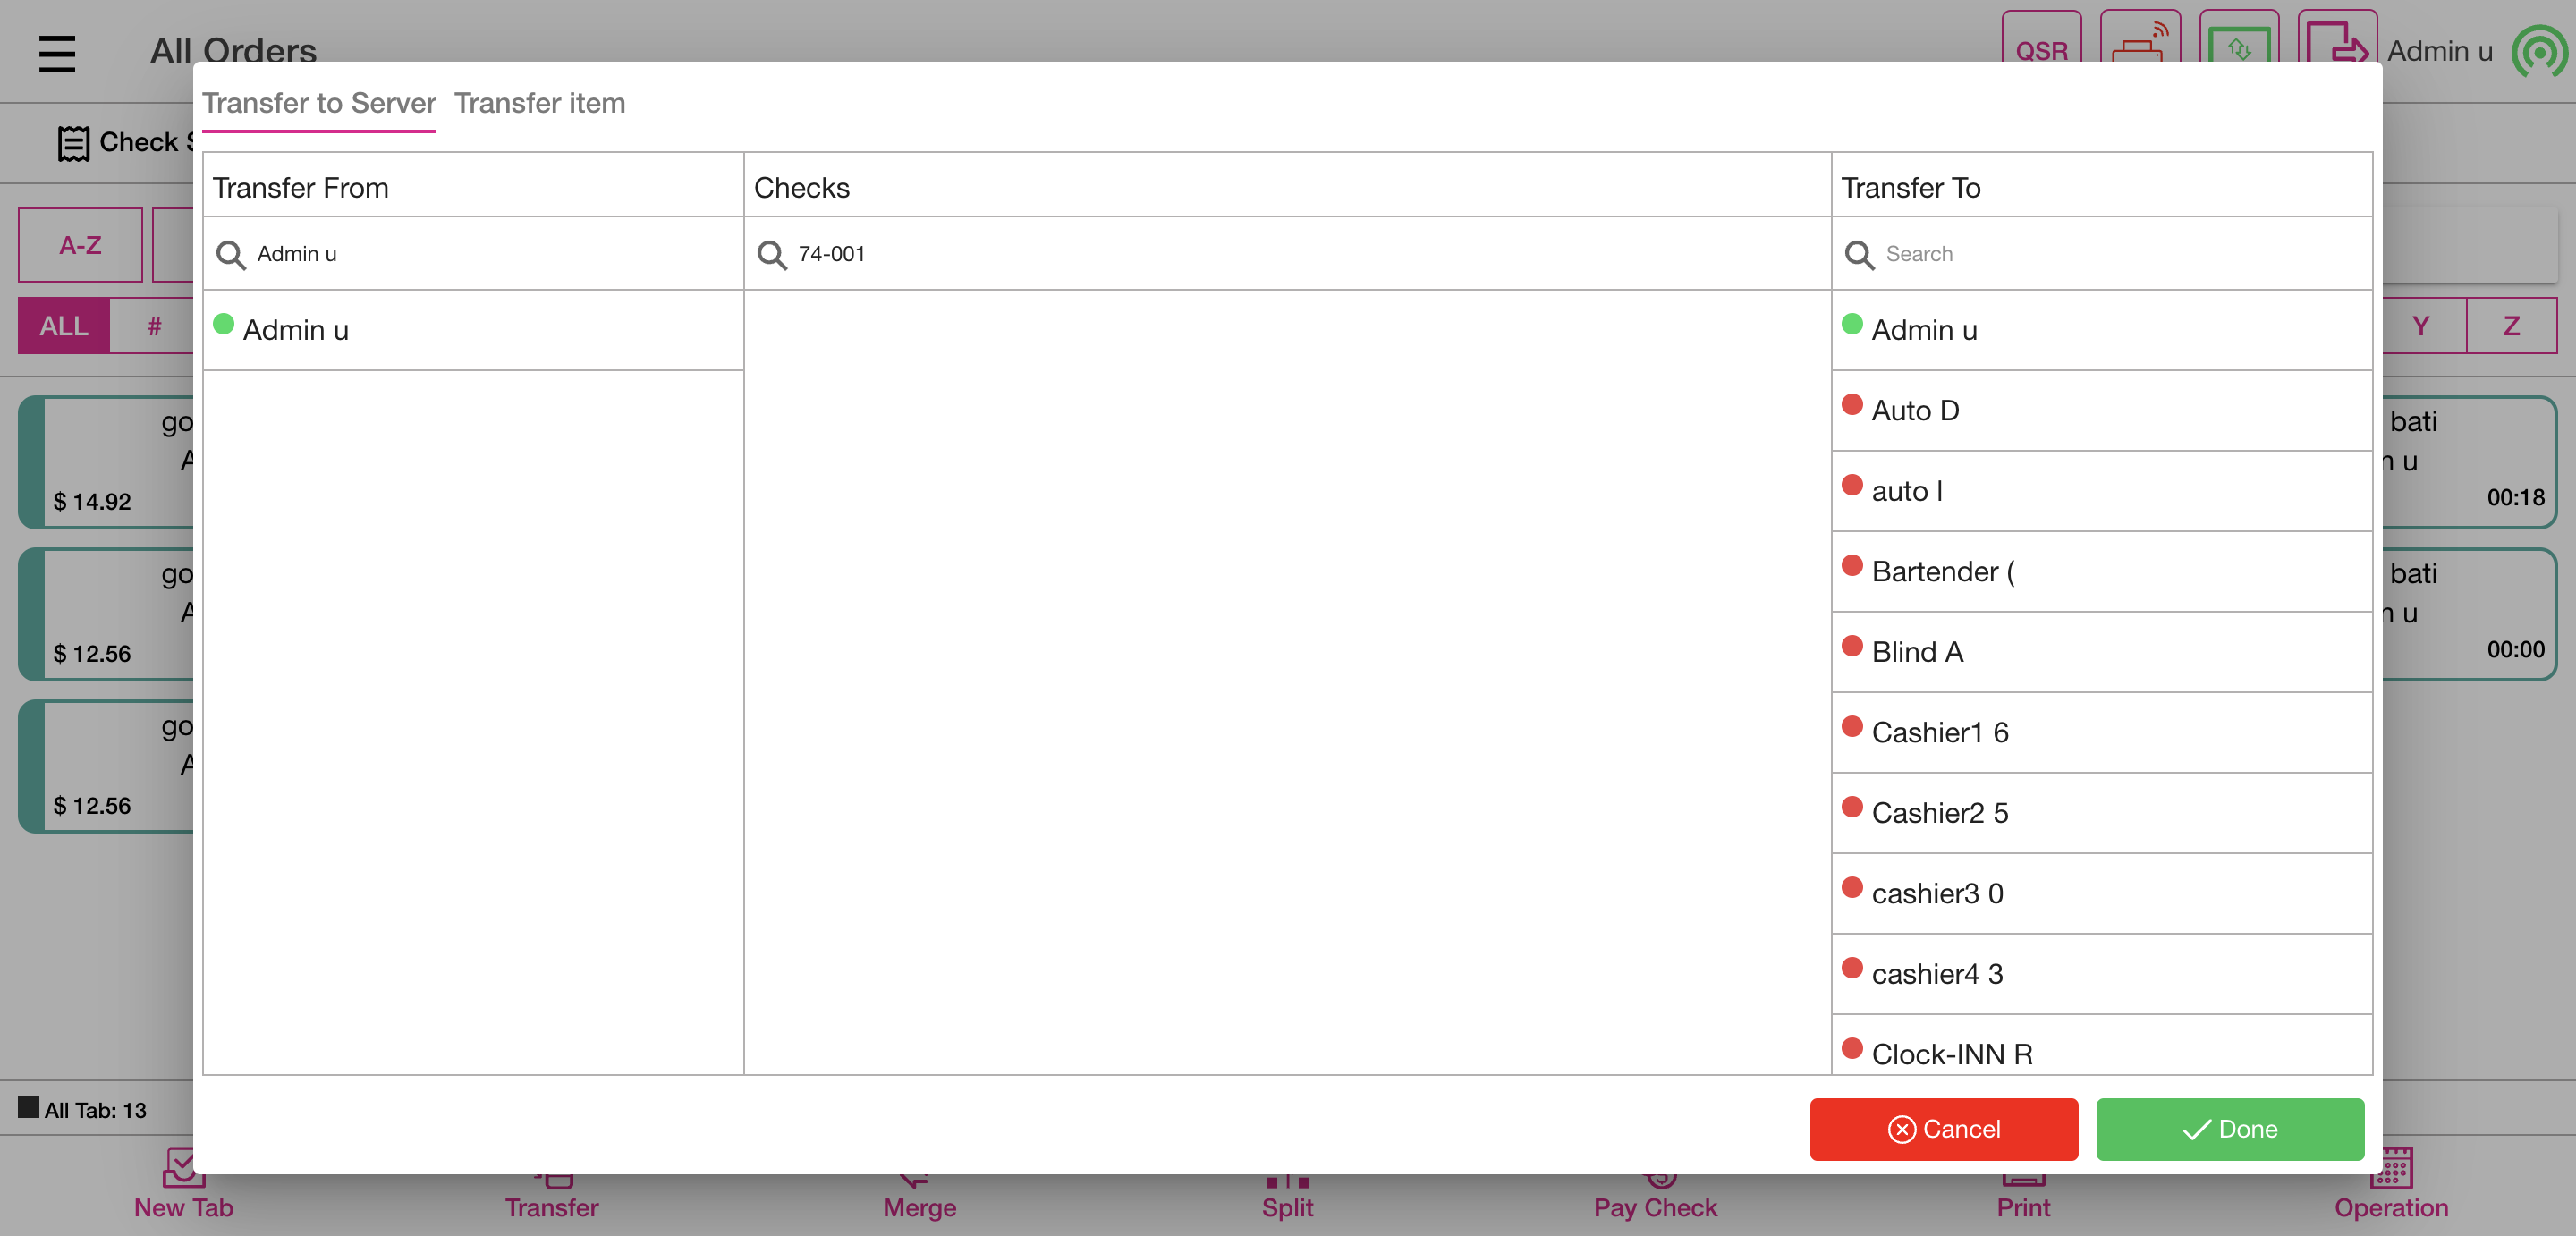 All Orders
QSR
Admin u
Transfer to Server
Transfer item
Check
Transfer From
Checks
Transfer To
A-Z
Admin u
74-001
Search
ALL
#
Y
Z
Admin u
Admin u
Auto D
auto I
Bartender (
Blind A
Cashier1 6
Cashier2 5
cashier3 0
cashier4 3
Clock-INN R
go
A
$ 14.92
bati
u
00:18
go
A
$ 12.56
bati
u
00:00
go
A
$ 12.56
All Tab: 13
Cancel
Done
New Tab
Transfer
Merge
Split
Pay Check
Print
Operation